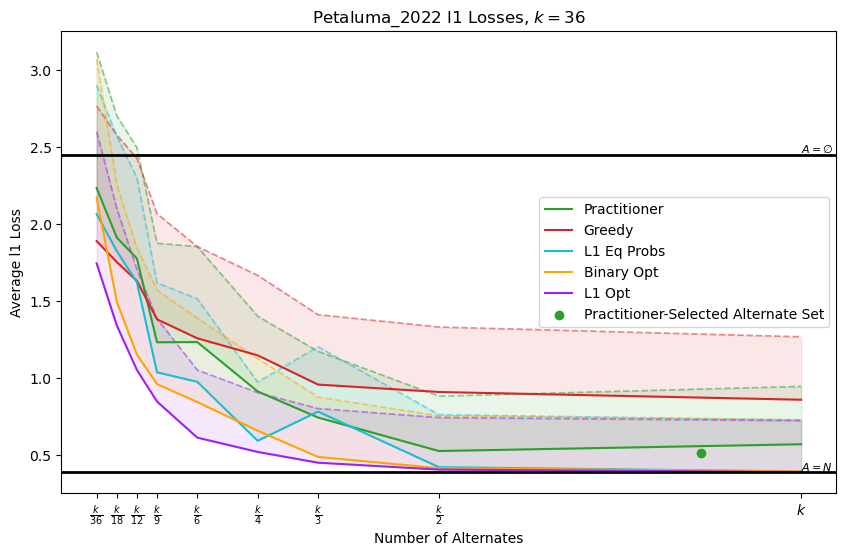 Petaluma_2022 l1 Losses, k = 36
Average l1 Loss
3.0
2.5
2.0
1.5
1.0
0.5
A = ∅
A = N
Practitioner
Greedy
L1 Eq Probs
Binary Opt
L1 Opt
Practitioner-Selected Alternate Set
k/36 k/18 k/12 k/9 k/6 k/4 k/3 k/2 k
Number of Alternates